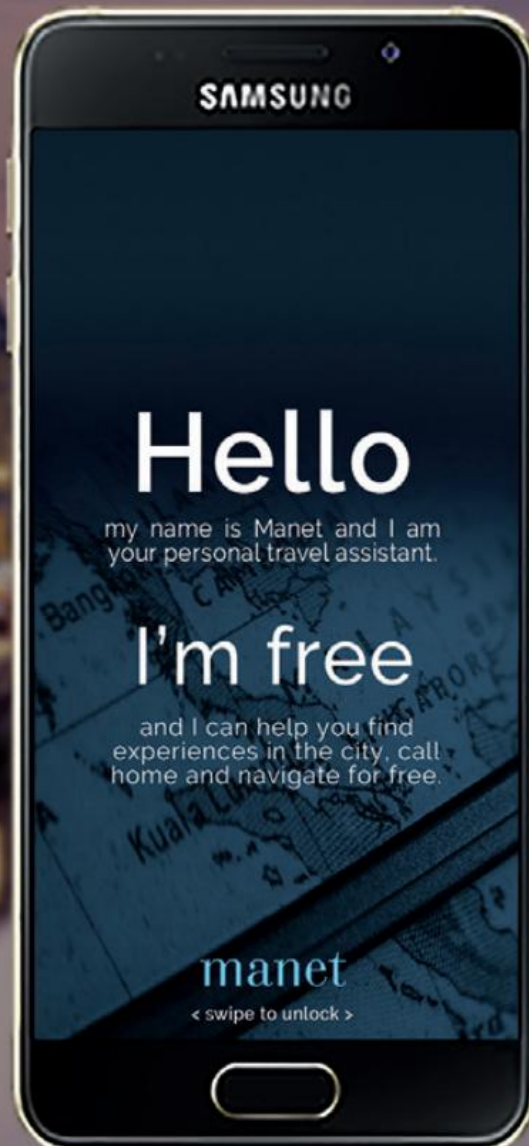 SAMSUNG
Hello
my name is Manet and I am
your personal travel assistant.
I'm free
and I can help you find
experiences in the city, call
home and navigate for free.
Kuala
manet
< swipe to unlock >